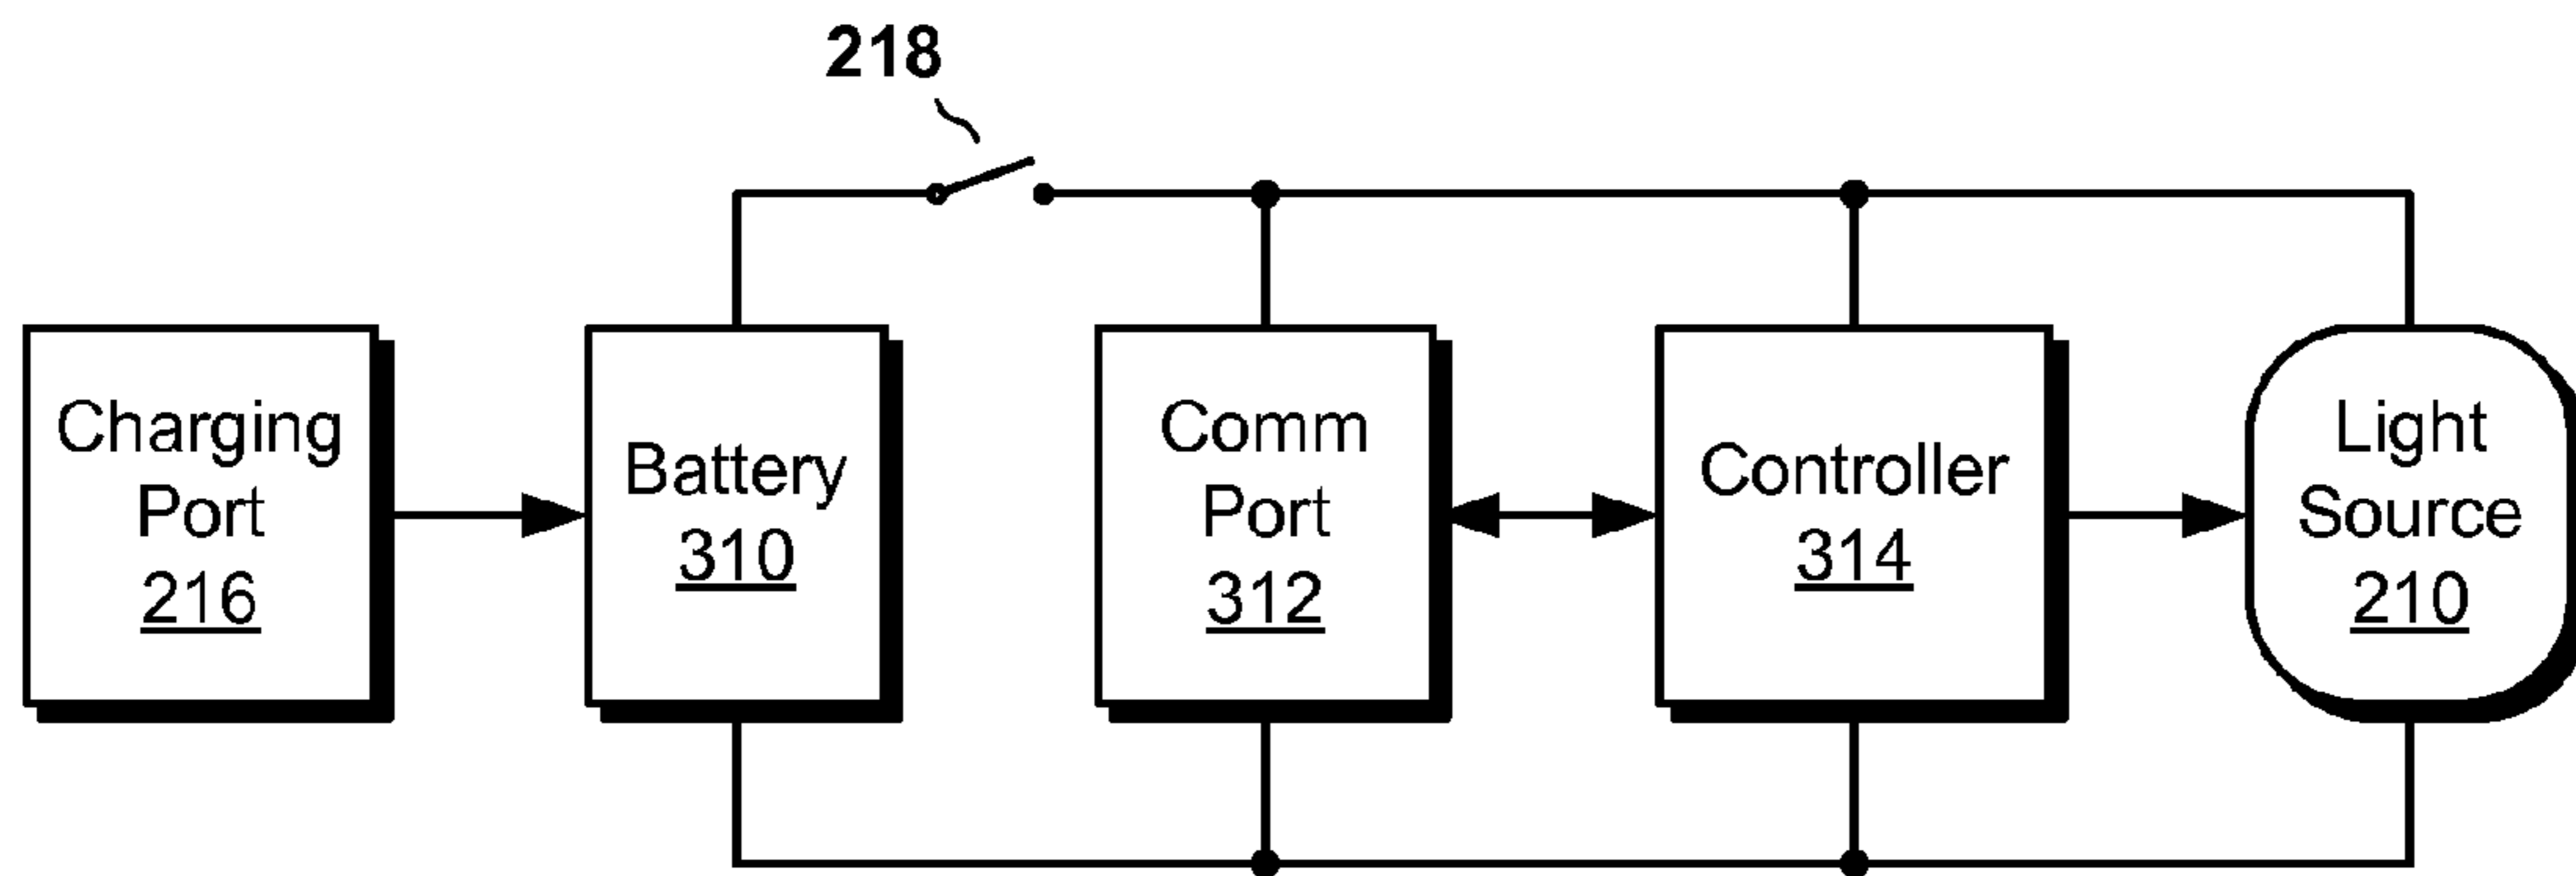 218
Charging
Port
216
Battery
310
Comm
Port
312
Controller
314
Light
Source
210